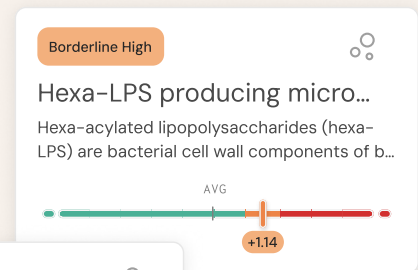 Borderline High
Hexa-LPS producing micro...
Hexa-acylated lipopolysaccharides (hexa-
LPS) are bacterial cell wall components of b...
AVG
+1.14